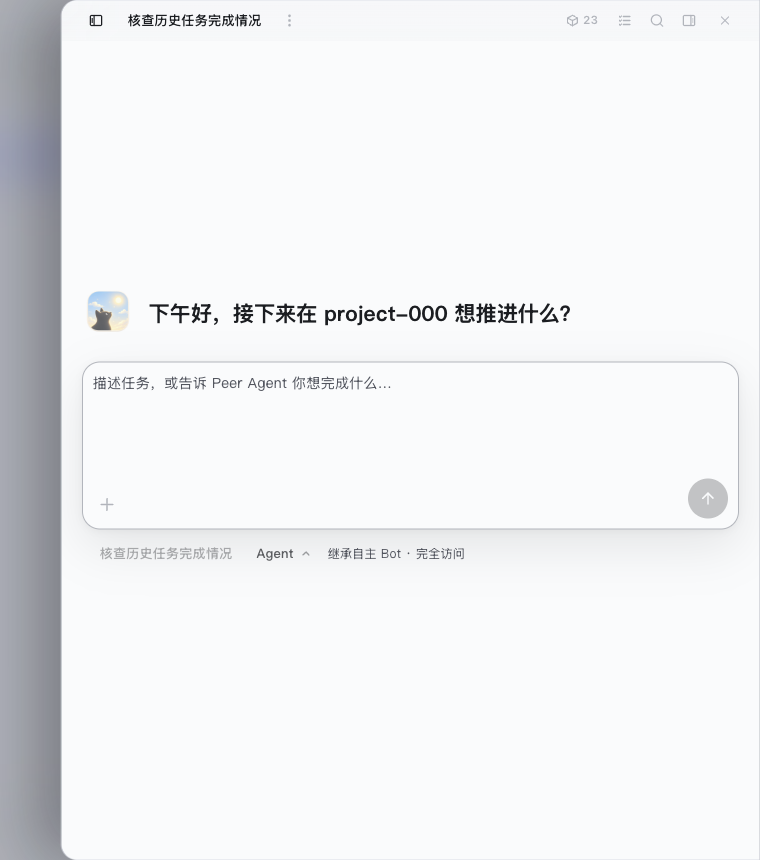 核查历史任务完成情况
23
下午好，接下来在 project-000 想推进什么？
描述任务，或告诉 Peer Agent 你想完成什么...
核查历史任务完成情况 Agent 继承自主 Bot · 完全访问